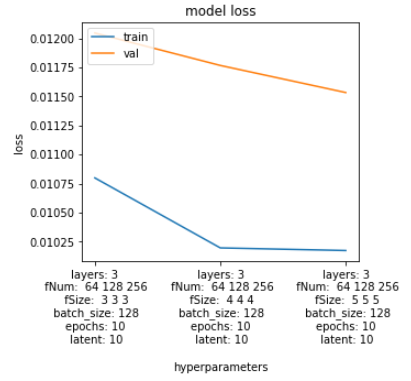 model loss
train
val
loss
0.01200
0.01175
0.01150
0.01125
0.01100
0.01075
0.01050
0.01025
layers: 3
fNum: 64 128 256
fSize: 3 3 3
batch_size: 128
epochs: 10
latent: 10
layers: 3
fNum: 64 128 256
fSize: 4 4 4
batch_size: 128
epochs: 10
latent: 10
layers: 3
fNum: 64 128 256
fSize: 5 5 5
batch_size: 128
epochs: 10
latent: 10
hyperparameters